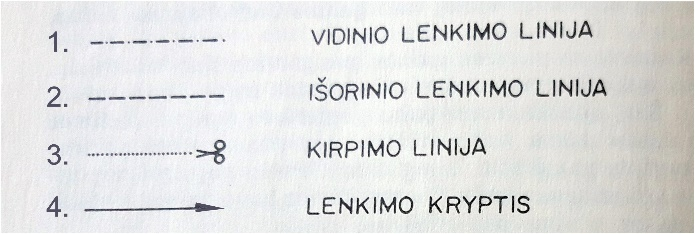 1. VIDINIO LENKIMO LINIJA
2. IŠORINIO LENKIMO LINIJA
3. KIRPIMO LINIJA
4. LENKIMO KRYPTIS